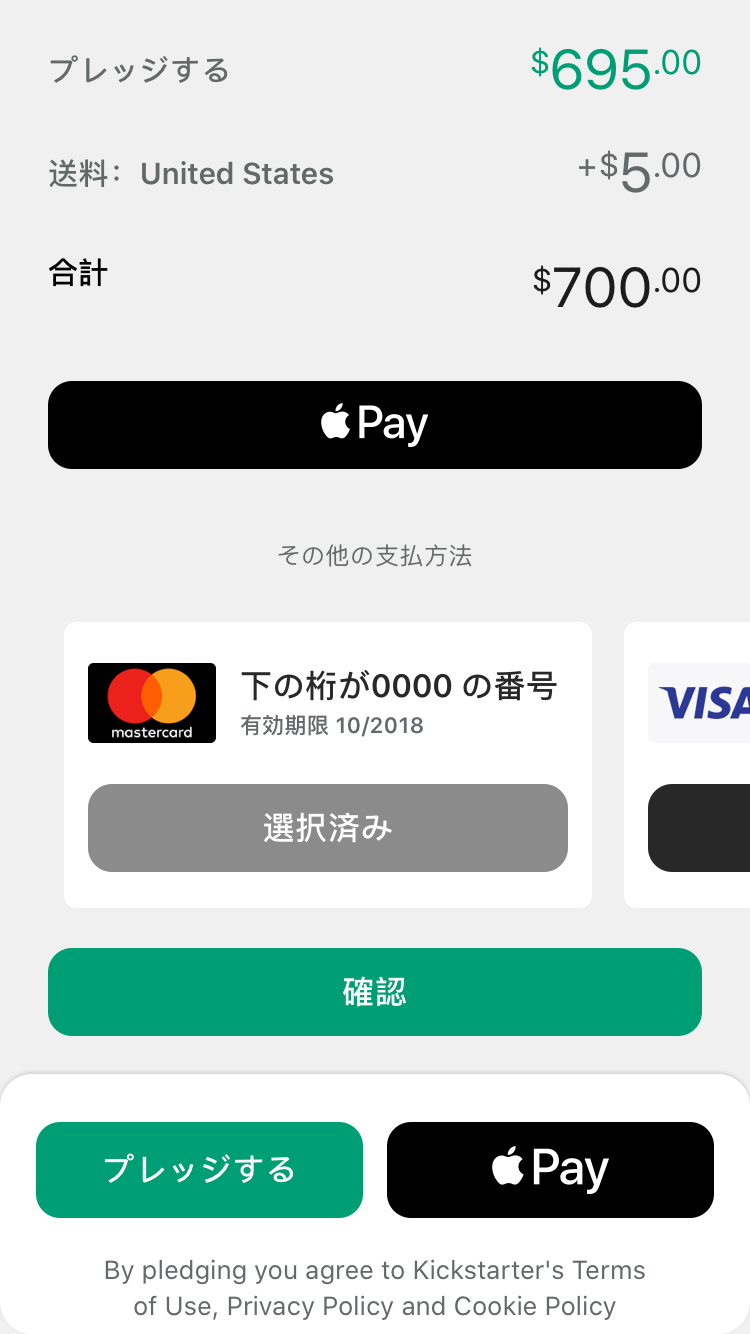 プレッジする $695.00
送料： United States +$5.00
合計 $700.00
Pay
その他の支払方法
mastercard
下の桁が0000 の番号
有効期限 10/2018
VISA
選択済み
確認
プレッジする
Pay
By pledging you agree to Kickstarter's Terms
of Use, Privacy Policy and Cookie Policy